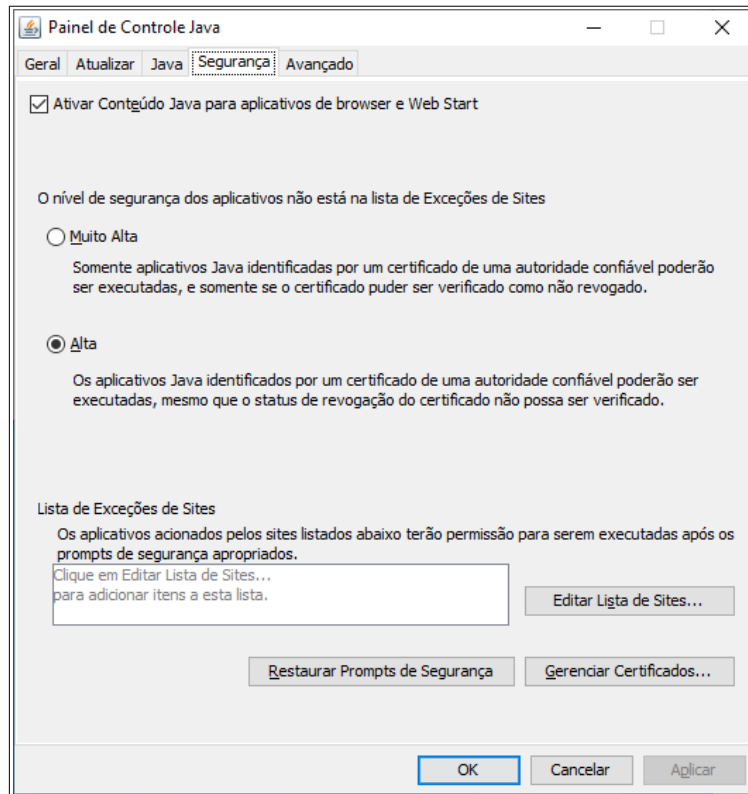 Painel de Controle Java
Geral Atualizar Java Segurança Avançado
Ativar Conteúdo Java para aplicativos de browser e Web Start
O nível de segurança dos aplicativos não está na lista de Exceções de Sites
Muito Alta
Somente aplicativos Java identificadas por um certificado de uma autoridade confiável poderão
ser executadas, e somente se o certificado puder ser verificado como não revogado.
Alta
Os aplicativos Java identificados por um certificado de uma autoridade confiável poderão ser
executadas, mesmo que o status de revogação do certificado não possa ser verificado.
Lista de Exceções de Sites
Os aplicativos acionados pelos sites listados abaixo terão permissão para serem executadas após os
prompts de segurança apropriados.
Clique em Editar Lista de Sites...
para adicionar itens a esta lista.
Editar Lista de Sites...
Restaurar Prompts de Segurança Gerenciar Certificados...
OK Cancelar Aplicar